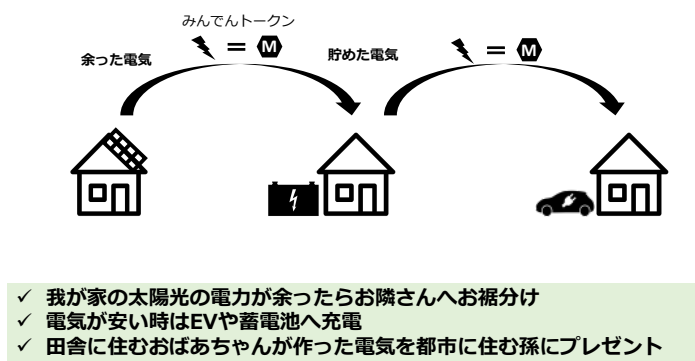 みんでんトークン
余った電気
= M
貯めた電気
= M
✓ 我が家の太陽光の電力が余ったらお隣さんへお裾分け
✓ 電気が安い時はEVや蓄電池へ充電
✓ 田舎に住むおばあちゃんが作った電気を都市に住む孫にプレゼント